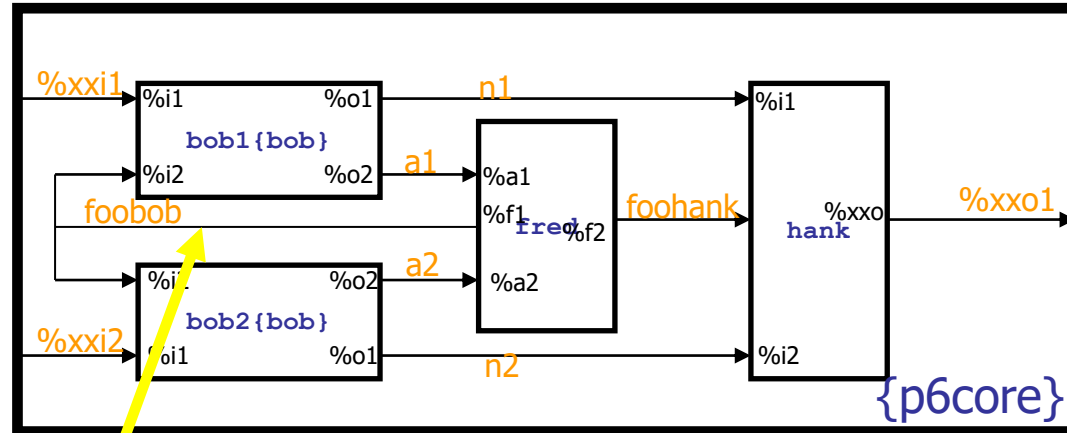 %xxi1
%i1
%o1
n1
%i1
bob1{bob}
%i2
%o2
a1
%a1
foobob
%f1
fred
%f2
foohank
%xxo
hank
%xxo1
%i2
%o2
a2
%a2
bob2{bob}
%xxi2
%i1
%o1
n2
%i2
{p6core}